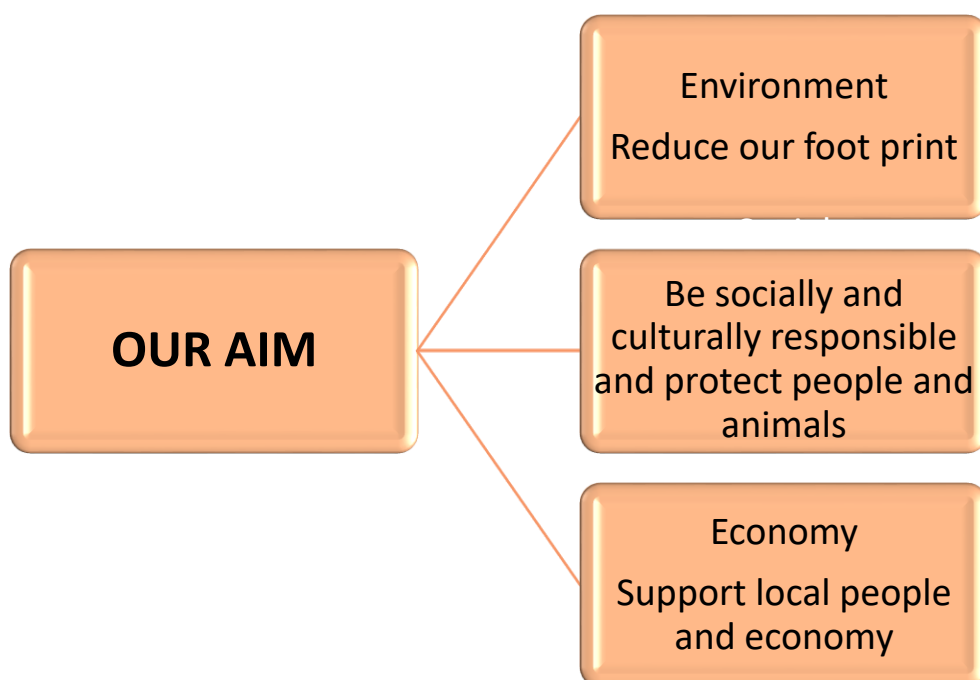 OUR AIM
Environment
Reduce our foot print
Be socially and
culturally responsible
and protect people and
animals
Economy
Support local people
and economy